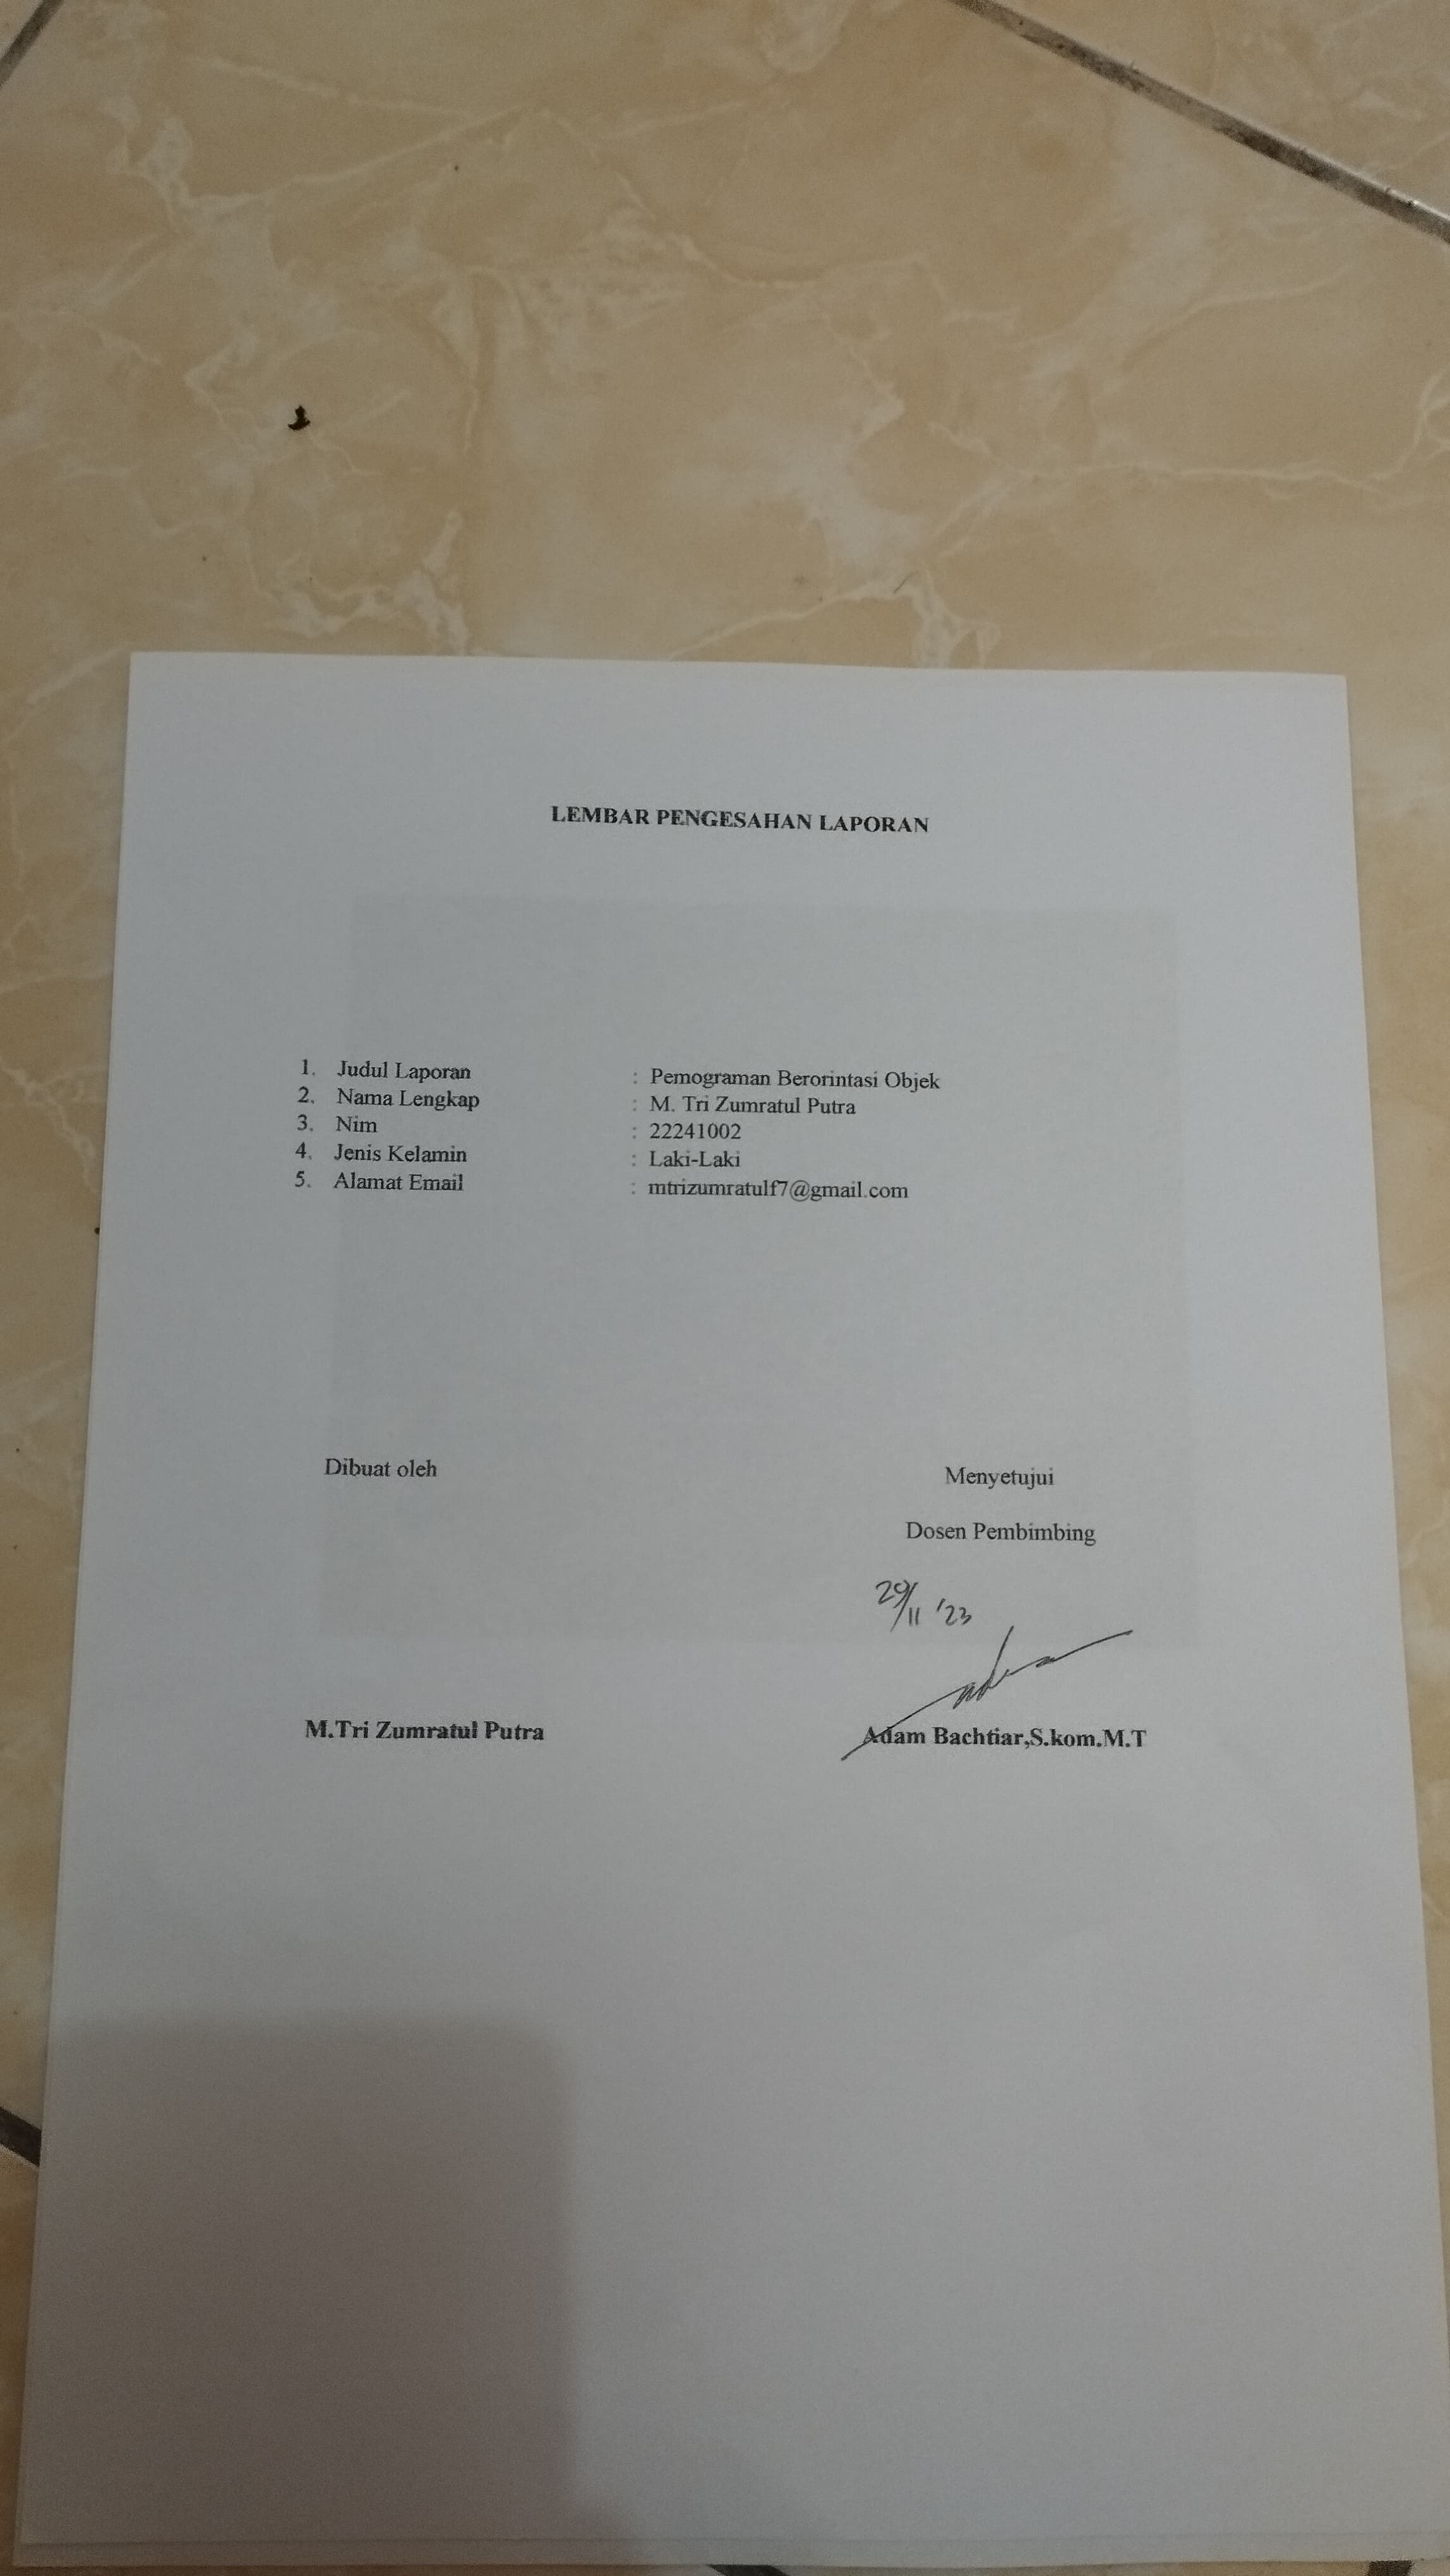 LEMBAR PENGESAHAN LAPORAN
1. Judul Laporan : Pemograman Berorintasi Objek
2. Nama Lengkap : M. Tri Zumratul Putra
3. Nim : 22241002
4. Jenis Kelamin : Laki-Laki
5. Alamat Email : mtrizumratulf7@gmail.com
Dibuat oleh
Menyetujui
Dosen Pembimbing
29/11 '23
M.Tri Zumratul Putra
Adam Bachtiar,S.kom.M.T